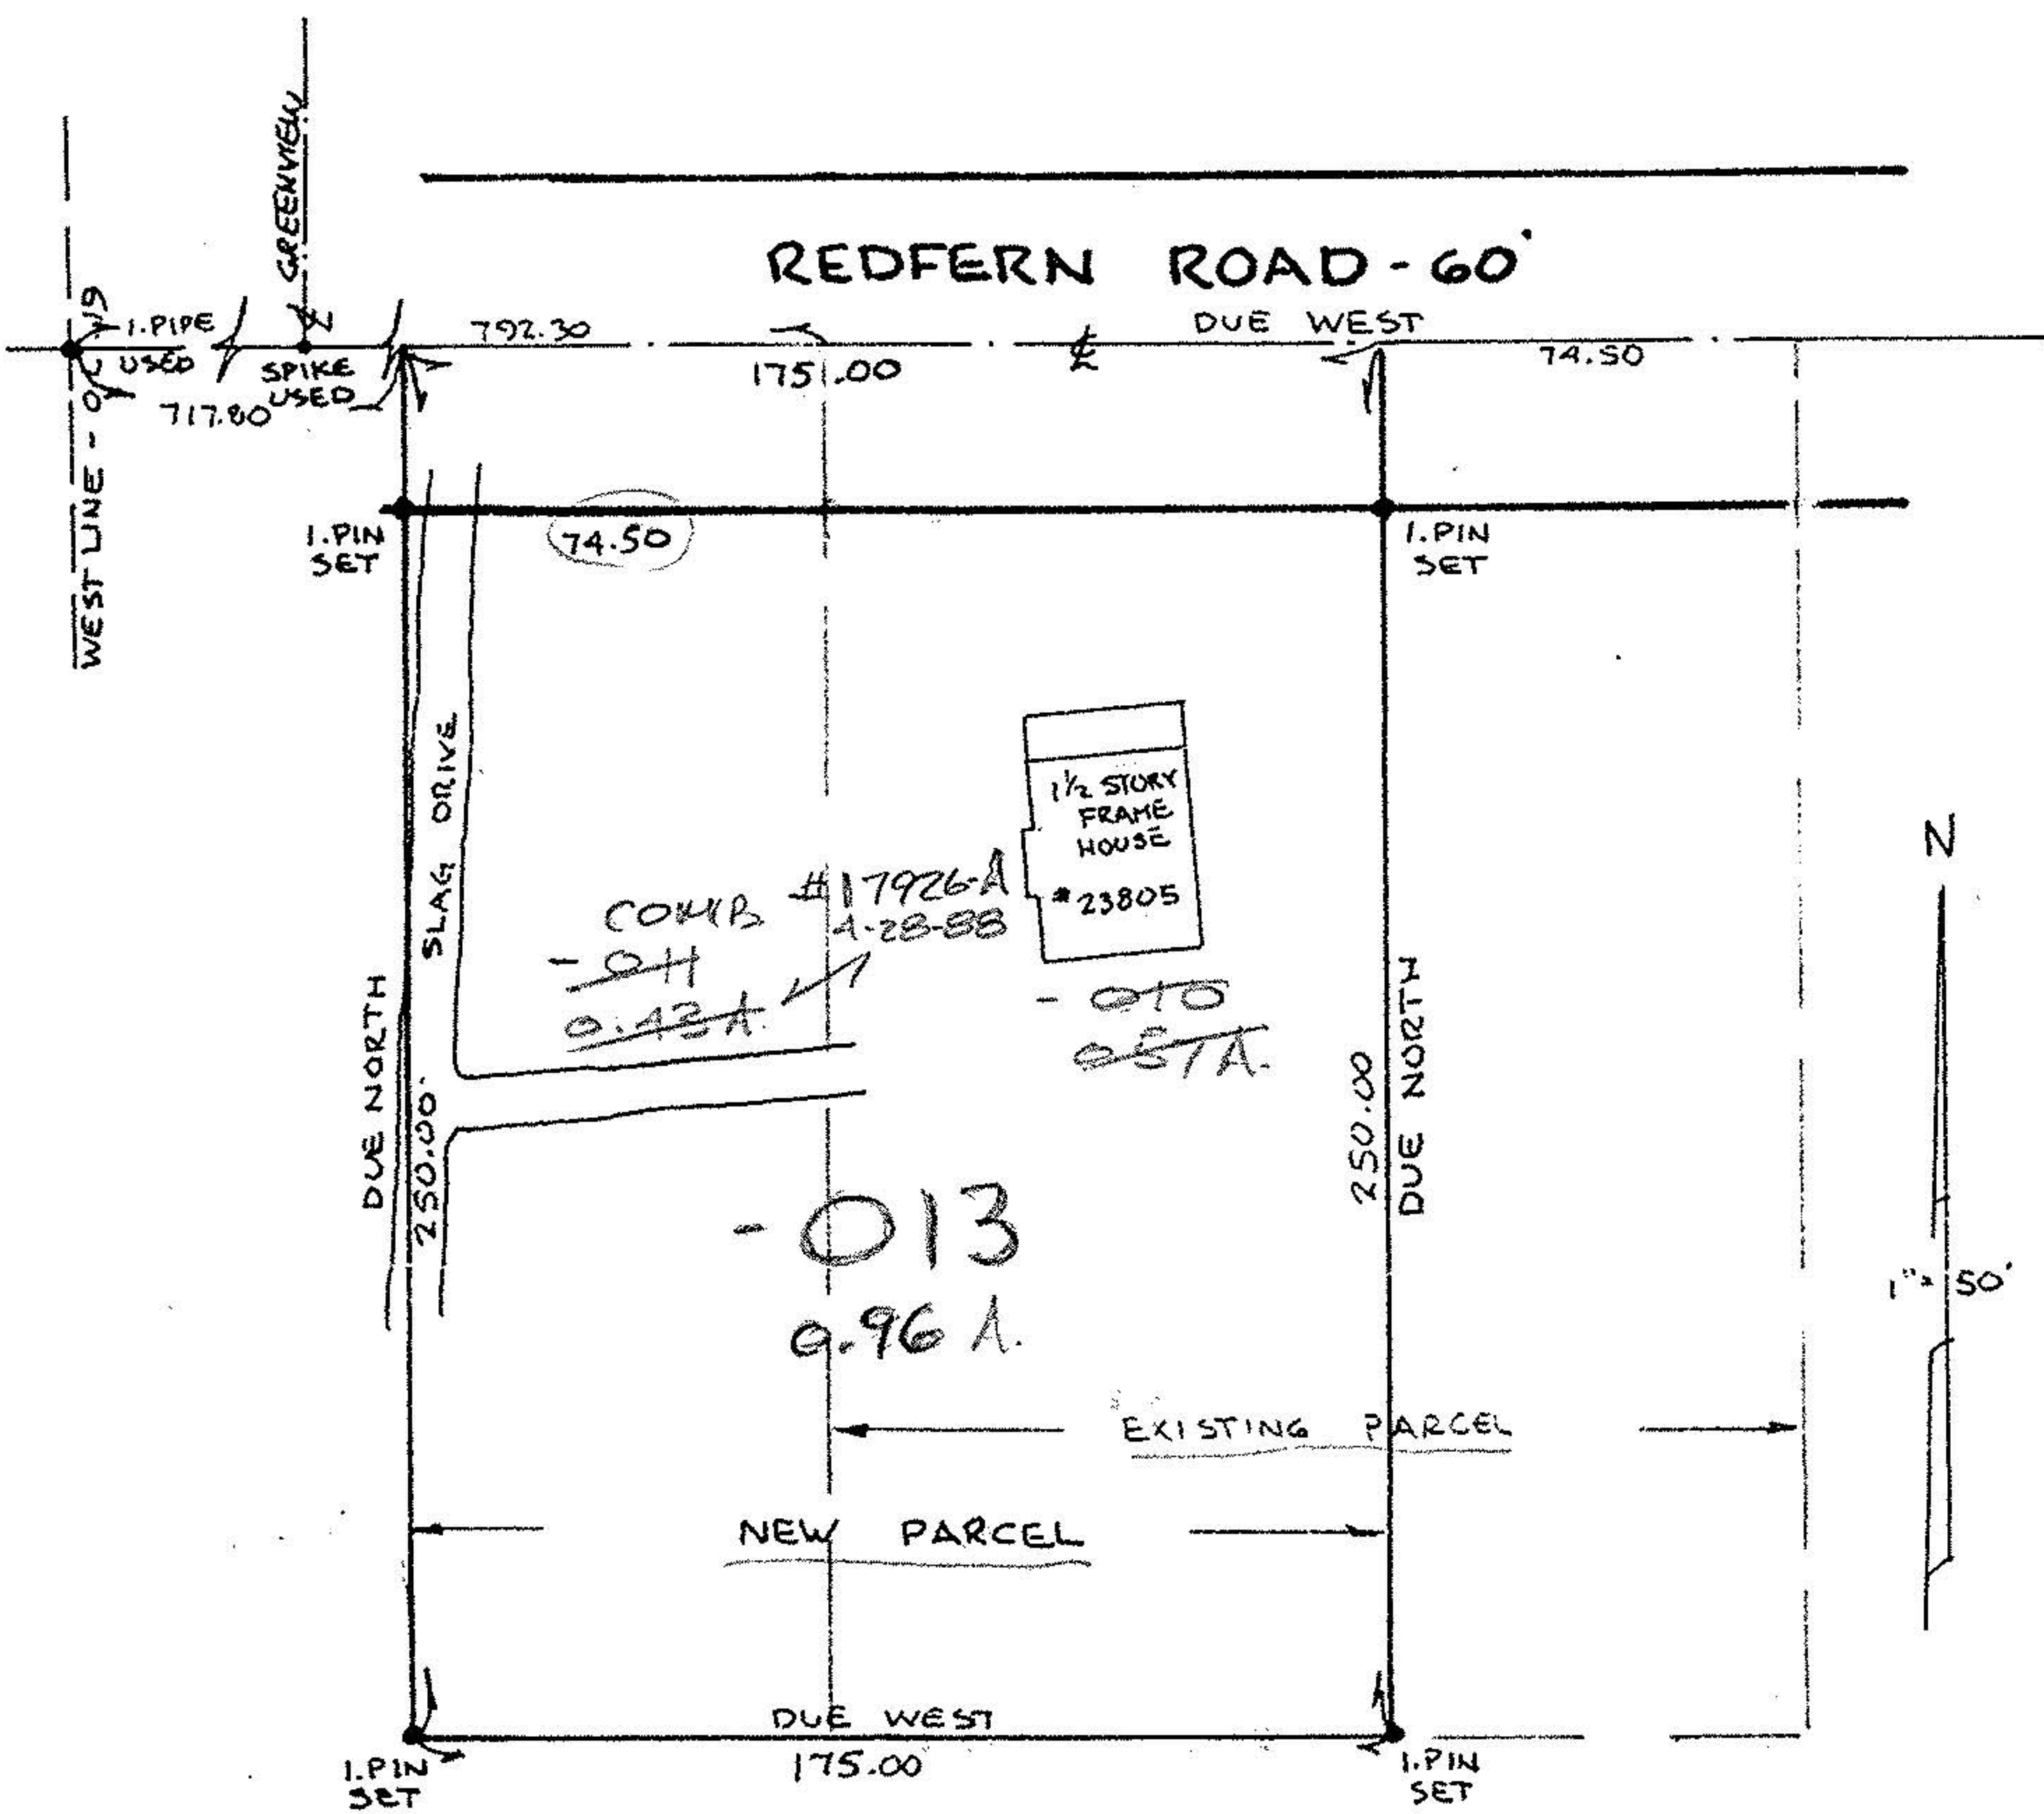 GREENVIEW
REDFERN ROAD - 60'
I. PIPE
USED
SPIKE
USED
792.30
DUE WEST
175.00
℄
74.50
717.80
WEST LINE - O.L. 19
I. PIN
SET
74.50
I. PIN
SET
SLAG DRIVE
1½ STORY
FRAME
HOUSE
#23805
COMB. #17926-A
4-28-88
- 011
0.43 A.
- 010
0.57 A.
DUE NORTH
250.00'
250.00
DUE NORTH
N
1" = 50'
-013
0.96 A.
EXISTING PARCEL
NEW PARCEL
DUE WEST
175.00
I. PIN
SET
I. PIN
SET